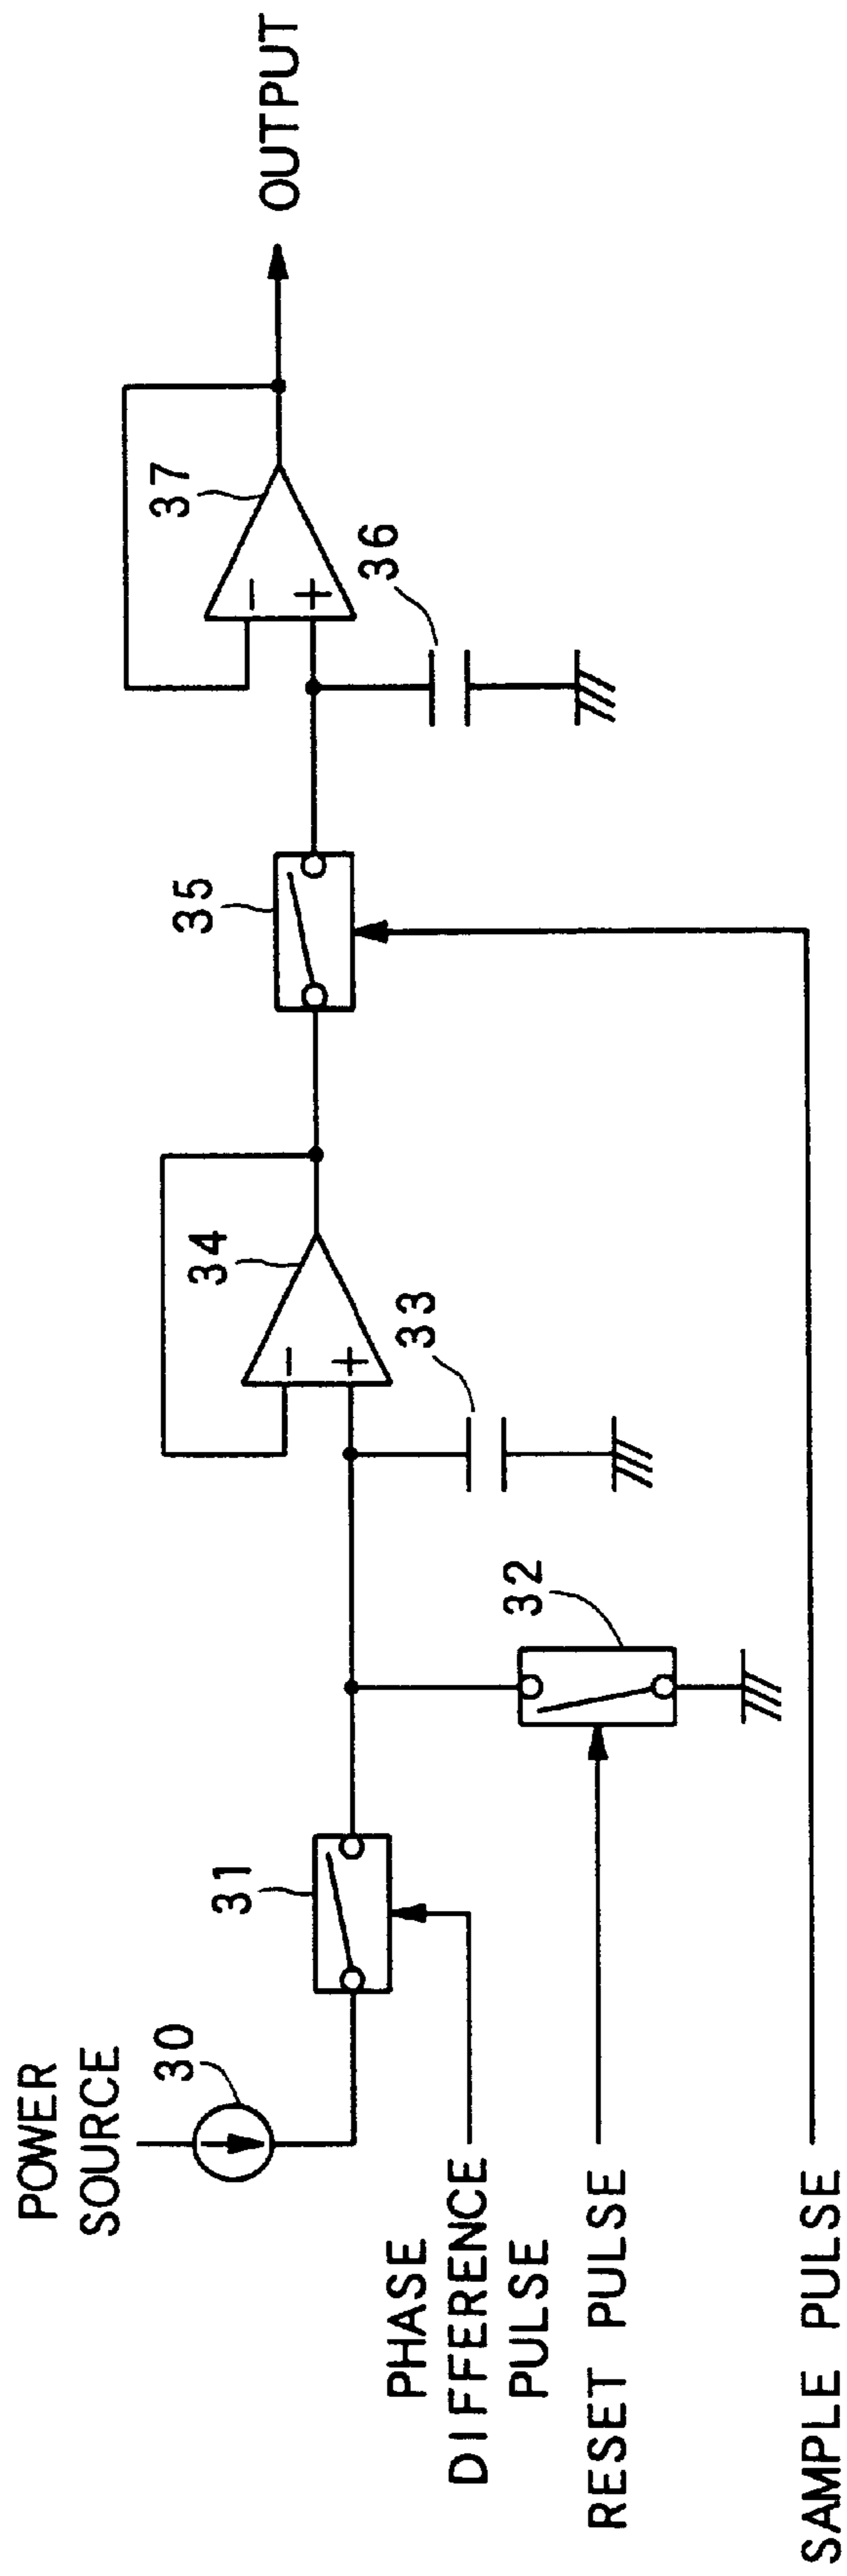 POWER
SOURCE
30
31
PHASE
DIFFERENCE
PULSE
RESET PULSE
SAMPLE PULSE
32
33
34
-
+
35
36
37
-
+
OUTPUT